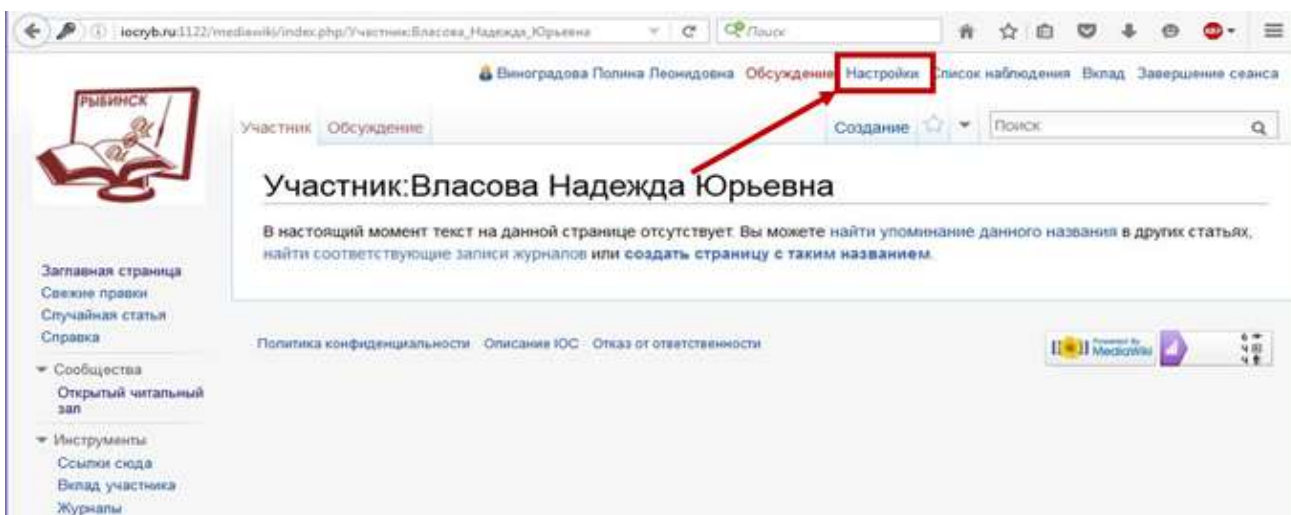 iocryb.ru:1122/mediawiki/index.php/Участник:Власова_Надежда_Юрьевна
Поиск
Виноградова Полина Леонидовна Обсуждение Настройки Список наблюдения Вклад Завершение сеанса
РЫБИНСК
Участник Обсуждение
Создание
Поиск
Участник:Власова Надежда Юрьевна
В настоящий момент текст на данной странице отсутствует. Вы можете найти упоминание данного названия в других статьях,
найти соответствующие записи журналов или создать страницу с таким названием.
Заглавная страница
Свежие правки
Случайная статья
Справка
Политика конфиденциальности Описание IOC Отказ от ответственности
Powered By
MediaWiki
Сообщества
Открытый читальный
зал
Инструменты
Ссылки сюда
Вклад участника
Журналы